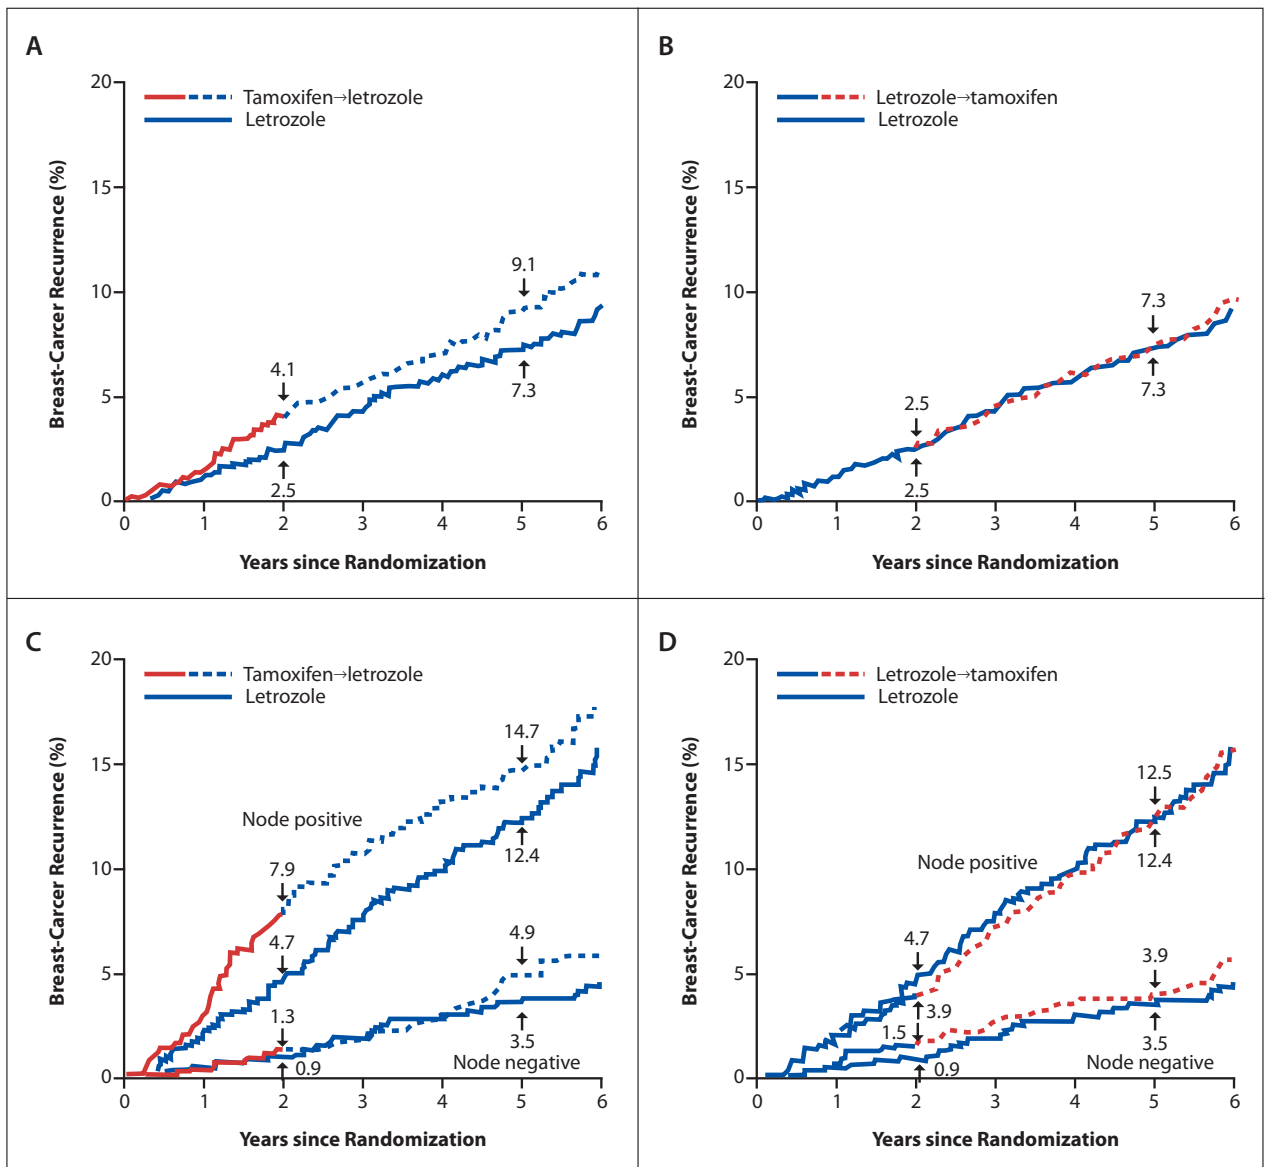 A
20
Tamoxifen→letrozole
Letrozole
15
10
5
0
Breast-Carcer Recurrence (%)
4.1
2.5
9.1
7.3
0 1 2 3 4 5 6
Years since Randomization
B
20
Letrozole→tamoxifen
Letrozole
15
10
5
0
Breast-Carcer Recurrence (%)
2.5
2.5
7.3
7.3
0 1 2 3 4 5 6
Years since Randomization
C
20
Tamoxifen→letrozole
Letrozole
15
10
5
0
Breast-Carcer Recurrence (%)
14.7
Node positive
12.4
7.9
4.7
4.9
1.3
3.5
0.9
Node negative
0 1 2 3 4 5 6
Years since Randomization
D
20
Letrozole→tamoxifen
Letrozole
15
10
5
0
Breast-Carcer Recurrence (%)
12.5
Node positive
12.4
4.7
3.9
3.9
1.5
3.5
0.9
Node negative
0 1 2 3 4 5 6
Years since Randomization